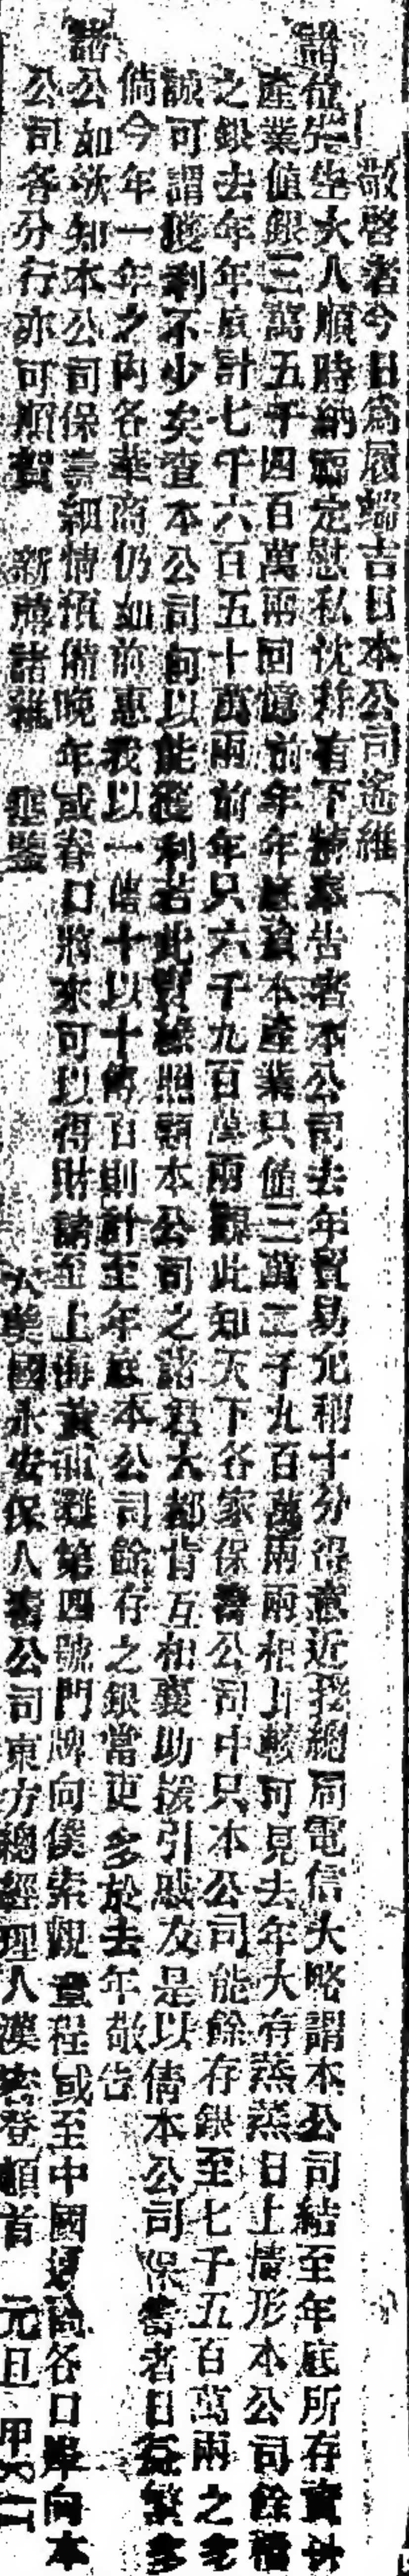 敬啓者今日爲履端吉日本公司遙維
諸位先生大人順時納福定慰私忱茲有下情奉告者本公司去年貿易允稱十分得意近接總局電信大略謂本公司結至年底所存實在
產業值銀三萬五千四百萬兩回憶前年年底資本產業只值三萬二千九百萬兩兩相比較可見去年大有蒸蒸日上情形本公司餘積
之銀去年年底計七千六百五十萬兩前年只六千九百萬兩觀此知天下各家保壽公司中只本公司能餘存銀至七千五百萬兩之多
誠可謂獲利不少矣查本公司何以能獲利若此實緣照顧本公司之諸君大都肯互相襄助援引戚友是以倩本公司保壽者日益繁多
倘今年一年之內各華商仍如前惠我以一傳十以十傳百則計至年底本公司餘存之銀當更多於去年敬告
諸公如欲知本公司保壽細情預備晚年或眷口將來可以得財請至上海黃浦灘第四號門牌向僕索觀章程或至中國通商各口岸向本
公司各分行亦可順賀 新禧諸維 垂鑒 大美國永安保人壽公司東方總經理人漢密登頓首 元旦 甲